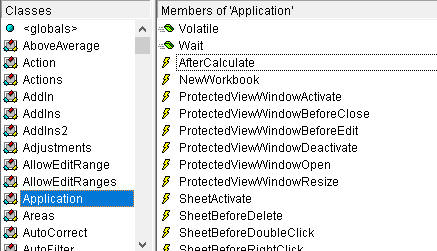 Classes
<globals>
AboveAverage
Action
Actions
AddIn
AddIns
AddIns2
Adjustments
AllowEditRange
AllowEditRanges
Application
Areas
AutoCorrect
AutoFilter
Members of 'Application'
Volatile
Wait
AfterCalculate
NewWorkbook
ProtectedViewWindowActivate
ProtectedViewWindowBeforeClose
ProtectedViewWindowBeforeEdit
ProtectedViewWindowDeactivate
ProtectedViewWindowOpen
ProtectedViewWindowResize
SheetActivate
SheetBeforeDelete
SheetBeforeDoubleClick
SheetBeforeRightClick